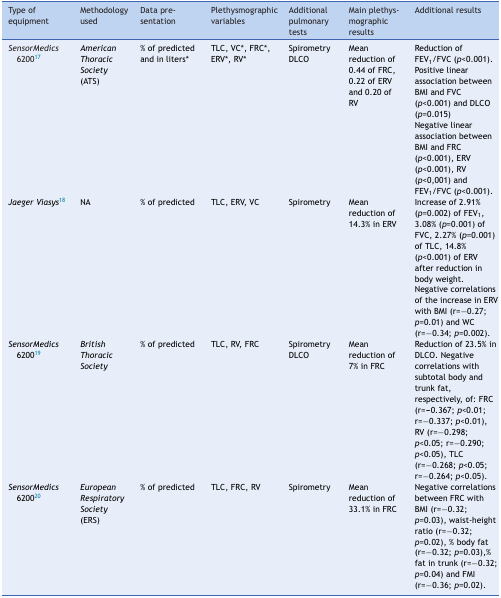 Type of equipment
Methodology used
Data pre-
sentation
Plethysmographic
variables
Additional
pulmonary
tests
Main plethys-
mographic
results
Additional results
SensorMedics
6200¹⁷
American
Thoracic
Society
(ATS)
% of predicted
and in liters*
TLC, VC*, FRC*,
ERV*, RV*
Spirometry
DLCO
Mean
reduction of
0.44 of FRC,
0.22 of ERV
and 0.20 of
RV
Reduction of
FEV₁/FVC (p<0.001).
Positive linear
association between
BMI and FVC
(p<0.001) and DLCO
(p=0.015)
Negative linear
association between
BMI and FRC
(p<0.001), ERV
(p<0.001), RV
(p<0,001) and
FEV₁/FVC (p<0.001).
Jaeger Viasys¹⁸
NA
% of predicted
TLC, ERV, VC
Spirometry
Mean
reduction of
14.3% in ERV
Increase of 2.91%
(p=0.002) of FEV₁,
3.08% (p=0.001) of
FVC, 2.27% (p=0.001)
of TLC, 14.8%
(p<0.001) of ERV
after reduction in
body weight.
Negative correlations
of the increase in ERV
with BMI (r=−0.27;
p=0.01) and WC
(r=−0.34; p=0.002).
SensorMedics
6200¹⁹
British
Thoracic
Society
% of predicted
TLC, RV, FRC
Spirometry
DLCO
Mean
reduction of
7% in FRC
Reduction of 23.5% in
DLCO. Negative
correlations with
subtotal body and
trunk fat,
respectively, of: FRC
(r=-0.367; p<0.01;
r=−0.337; p<0.01),
RV (r=−0.298;
p<0.05; r=−0.290;
p<0.05), TLC
(r=−0.268; p<0.05;
r=−0.264; p<0.05).
SensorMedics
6200²⁰
European
Respiratory
Society
(ERS)
% of predicted
TLC, FRC, RV
Spirometry
Mean
reduction of
33.1% in FRC
Negative correlations
between FRC with
BMI (r=−0.32;
p=0.03), waist-height
ratio (r=−0.32;
p=0.02), % body fat
(r=−0.32; p=0.03),%
fat in trunk (r=−0.32;
p=0.04) and FMI
(r=−0.36; p=0.02).